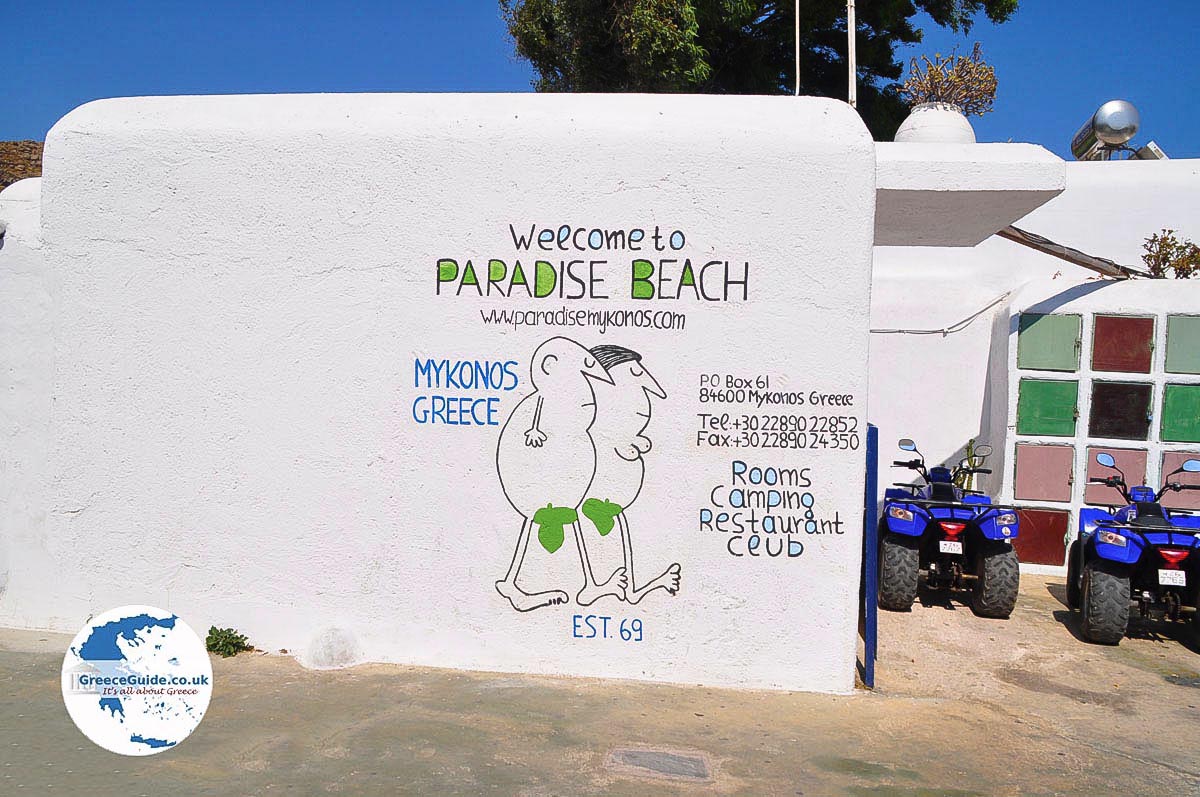 Welcome to
PARADISE BEACH
www.paradisemykonos.com
MYKONOS
GREECE
P.O Box 61
84600 Mykonos Greece
Tel:+30 22890 22852
Fax:+30 22890 24350
Rooms
Camping
Restaurant
Club
EST. 69
GreeceGuide.co.uk
It's all about Greece